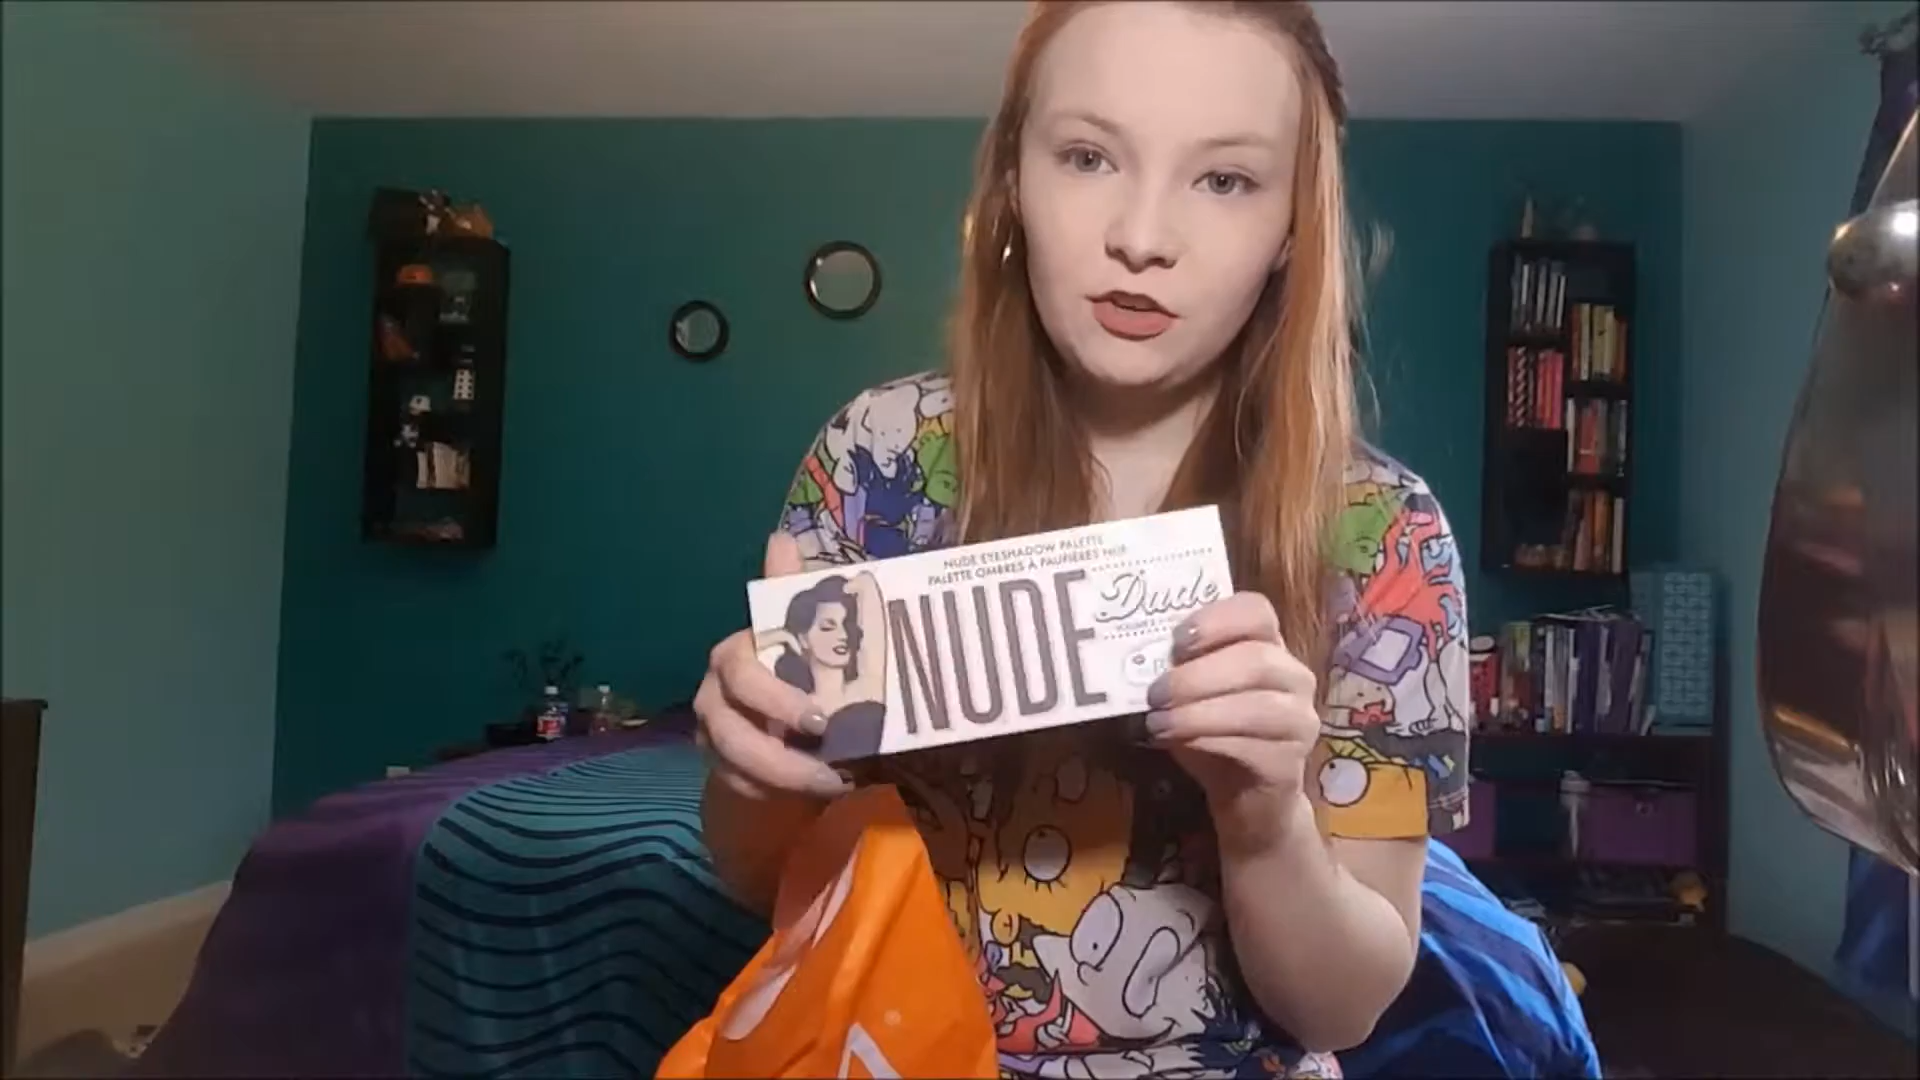 NUDE EYESHADOW PALETTE
PALETTE OMBRES À PAUPIÈRES NUE
NUDE
Dude